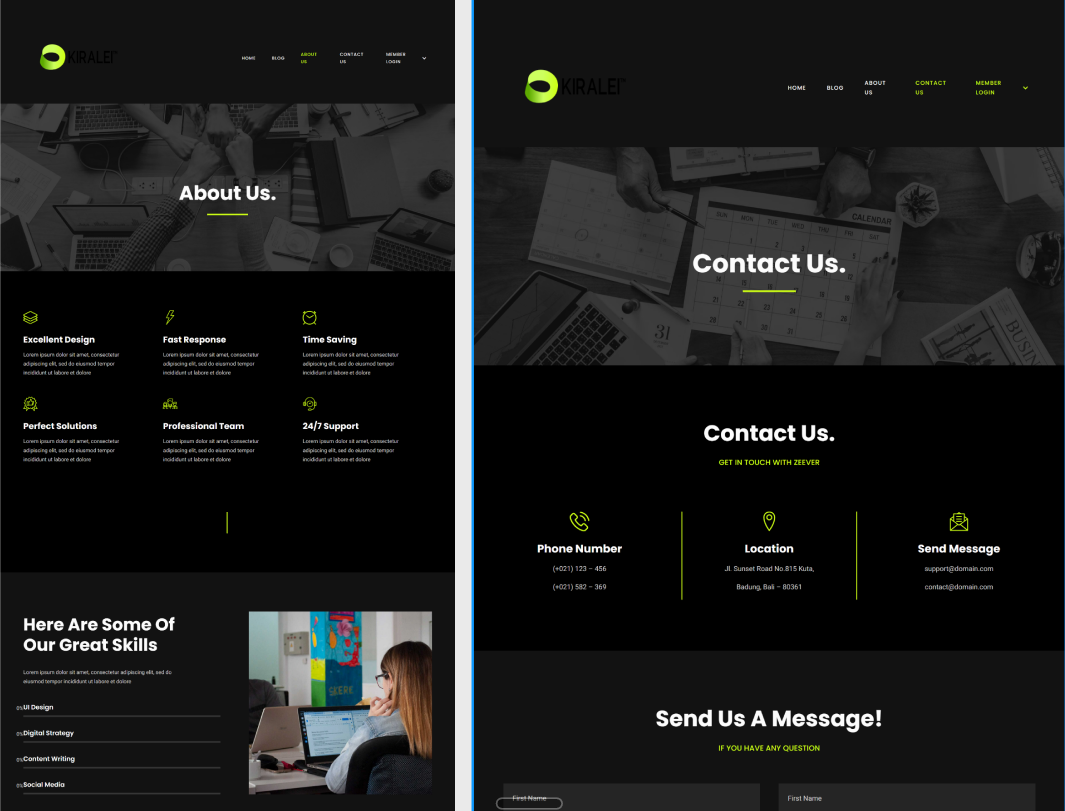 KIRALEI
HOME
BLOG
ABOUT
US
CONTACT
US
MEMBER
LOGIN
About Us.
Excellent Design
Lorem ipsum dolor sit amet, consectetur
adipiscing elit, sed do eiusmod tempor
incididunt ut labore et dolore
Fast Response
Lorem ipsum dolor sit amet, consectetur
adipiscing elit, sed do eiusmod tempor
incididunt ut labore et dolore
Time Saving
Lorem ipsum dolor sit amet, consectetur
adipiscing elit, sed do eiusmod tempor
incididunt ut labore et dolore
Perfect Solutions
Lorem ipsum dolor sit amet, consectetur
adipiscing elit, sed do eiusmod tempor
incididunt ut labore et dolore
Professional Team
Lorem ipsum dolor sit amet, consectetur
adipiscing elit, sed do eiusmod tempor
incididunt ut labore et dolore
24/7 Support
Lorem ipsum dolor sit amet, consectetur
adipiscing elit, sed do eiusmod tempor
incididunt ut labore et dolore
Here Are Some Of
Our Great Skills
Lorem ipsum dolor sit amet, consectetur adipiscing elit, sed do
eiusmod tempor incididunt ut labore et dolore
0% UI Design
0% Digital Strategy
0% Content Writing
0% Social Media
KIRALEI
HOME
BLOG
ABOUT
US
CONTACT
US
MEMBER
LOGIN
CALENDAR
SUN MON TUE WED THU FRI SAT
31
BUS
Contact Us.
Contact Us.
GET IN TOUCH WITH ZEEVER
Phone Number
(+021) 123 – 456
(+021) 582 – 369
Location
Jl. Sunset Road No.815 Kuta,
Badung, Bali – 80361
Send Message
support@domain.com
contact@domain.com
Send Us A Message!
IF YOU HAVE ANY QUESTION
First Name
First Name